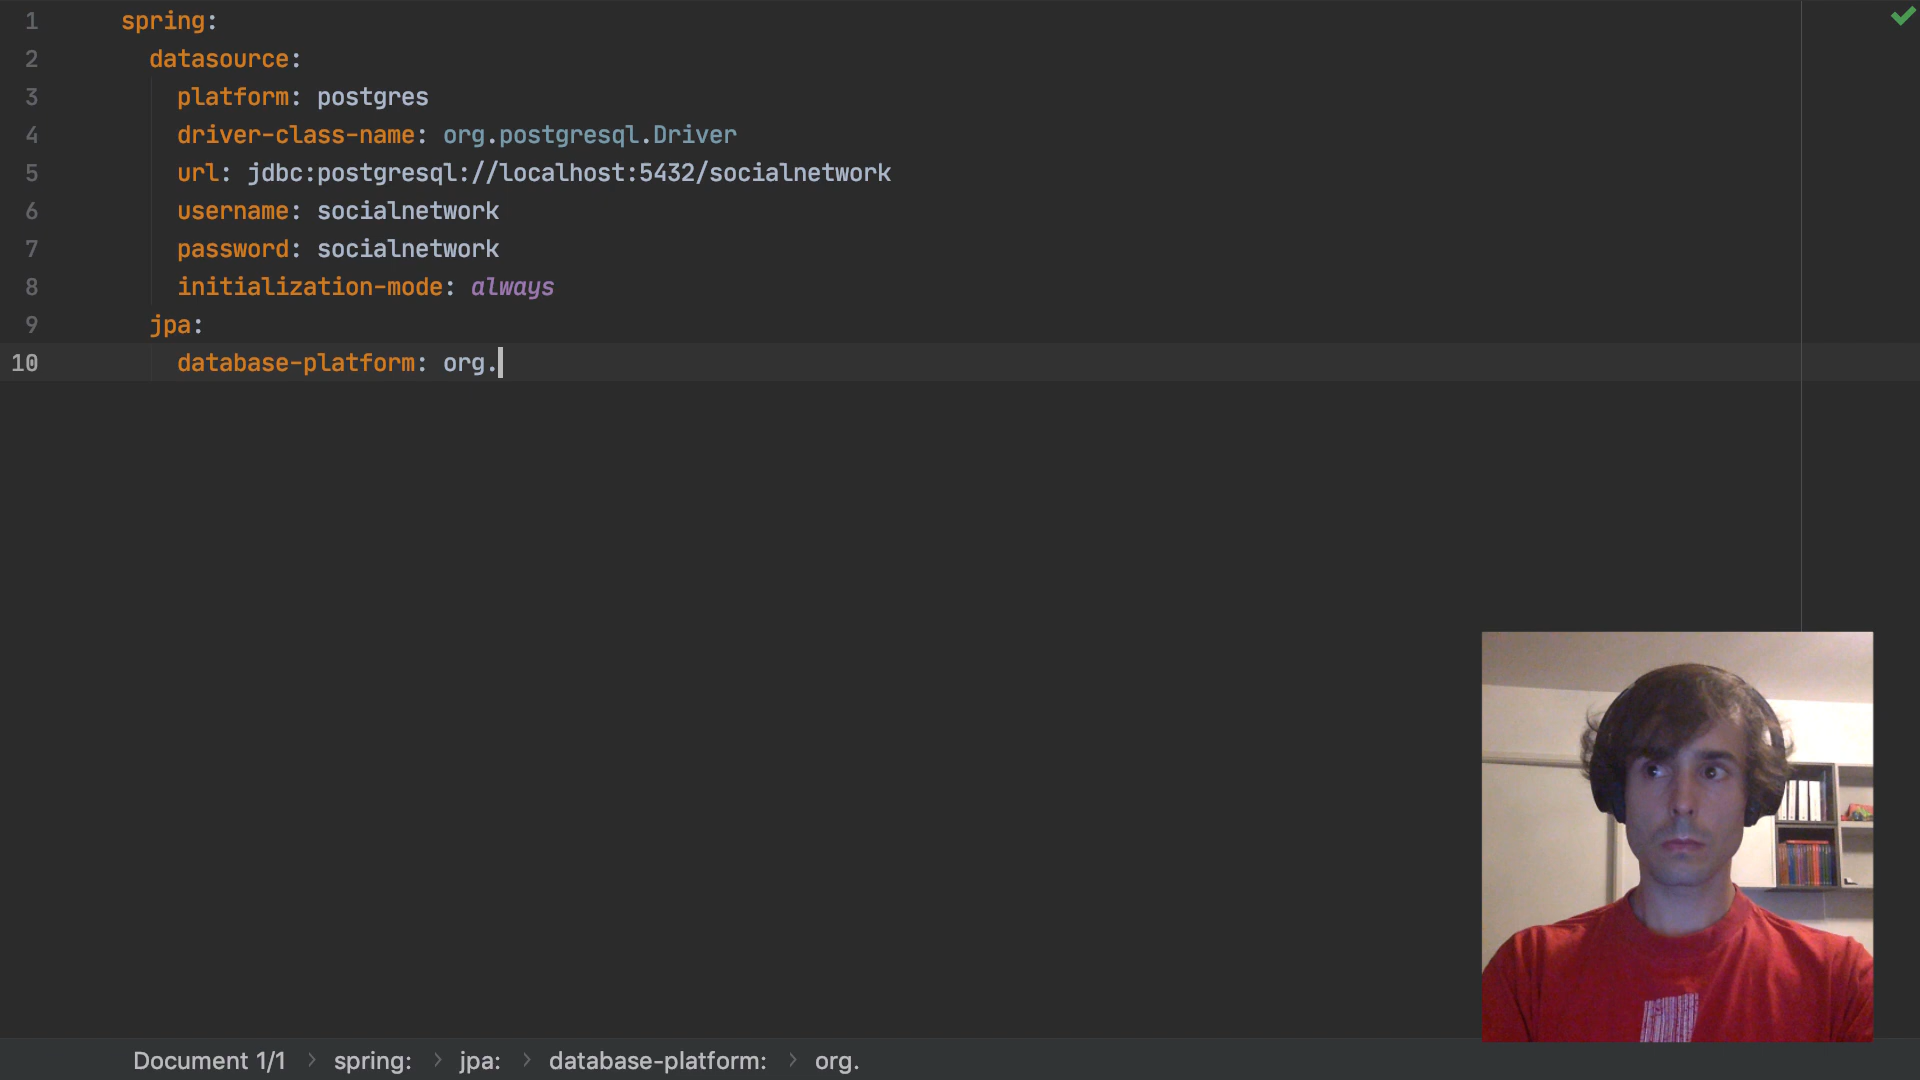 1 spring:
2 datasource:
3 platform: postgres
4 driver-class-name: org.postgresql.Driver
5 url: jdbc:postgresql://localhost:5432/socialnetwork
6 username: socialnetwork
7 password: socialnetwork
8 initialization-mode: always
9 jpa:
10 database-platform: org.
Document 1/1 › spring: › jpa: › database-platform: › org.